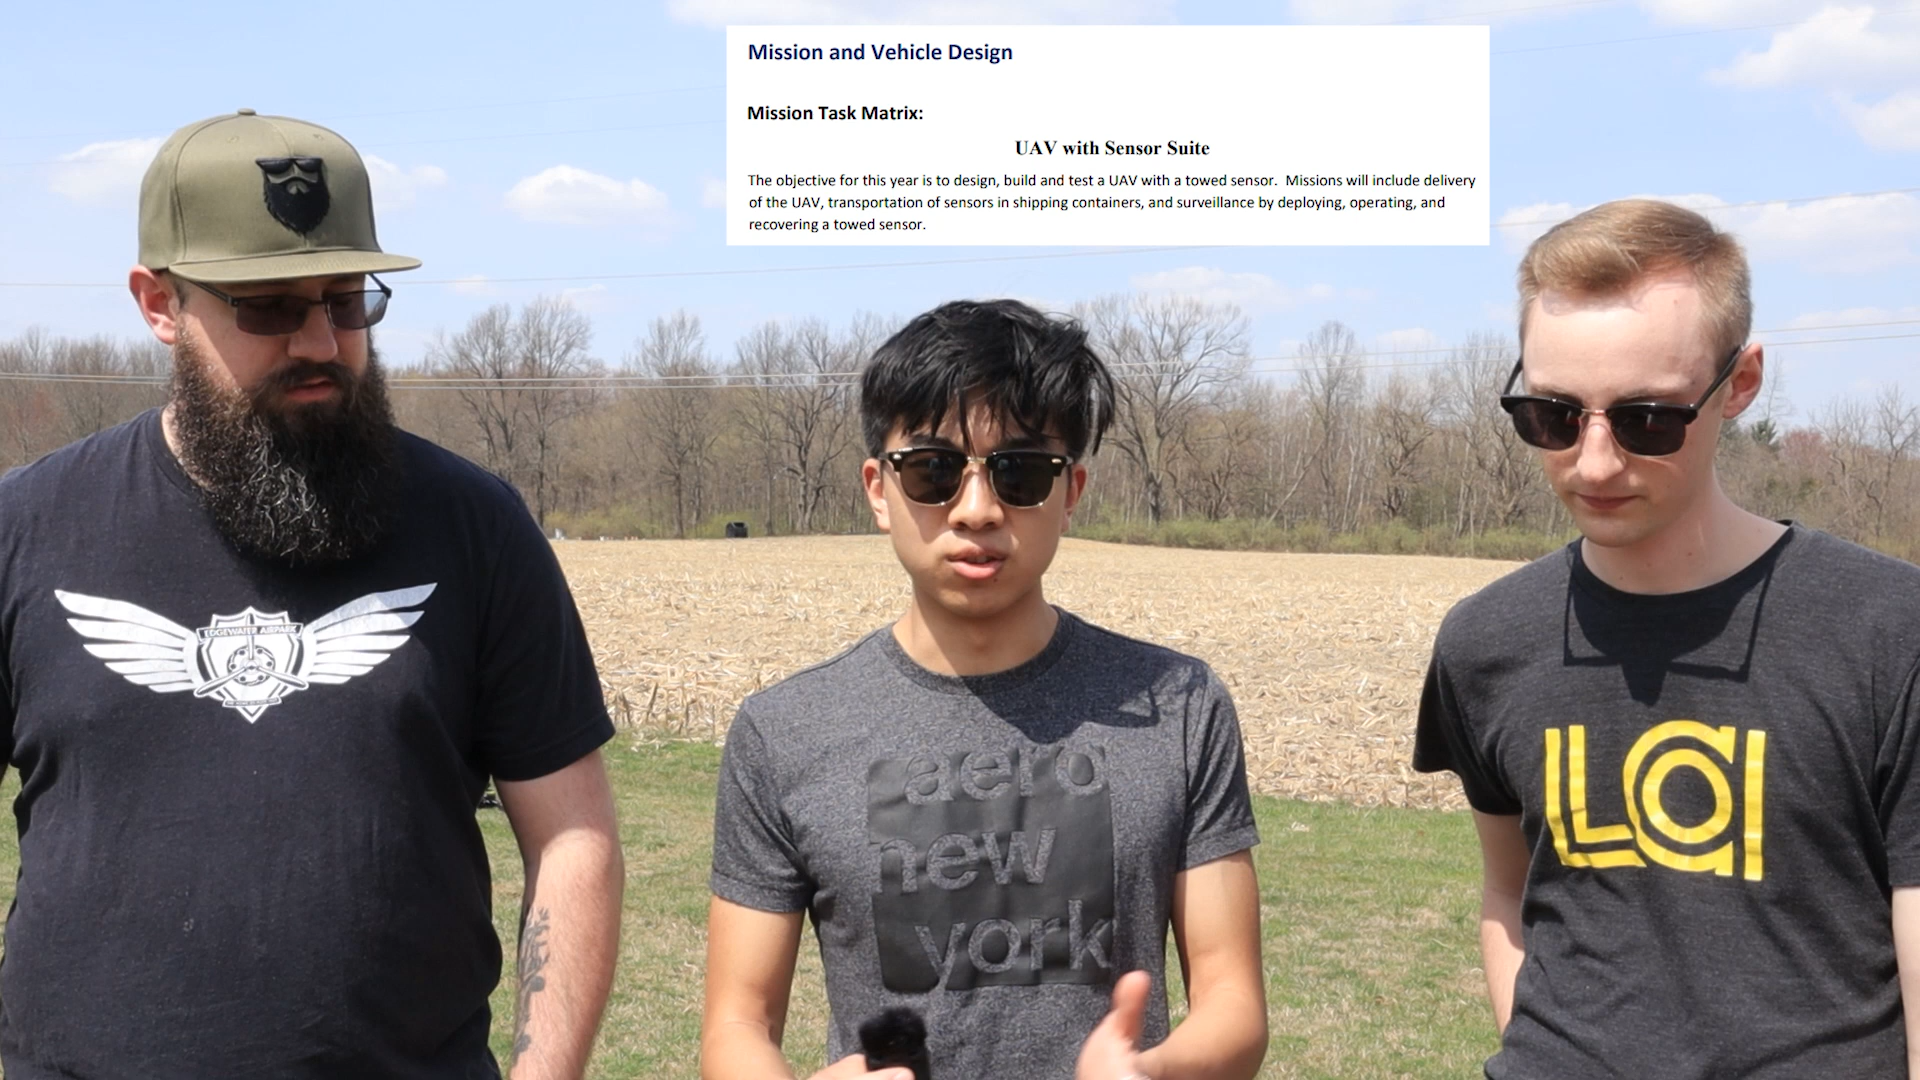 Mission and Vehicle Design
Mission Task Matrix:
UAV with Sensor Suite
The objective for this year is to design, build and test a UAV with a towed sensor. Missions will include delivery
of the UAV, transportation of sensors in shipping containers, and surveillance by deploying, operating, and
recovering a towed sensor.
EDGEWATER AIRPARK
aero
new
york
LCI